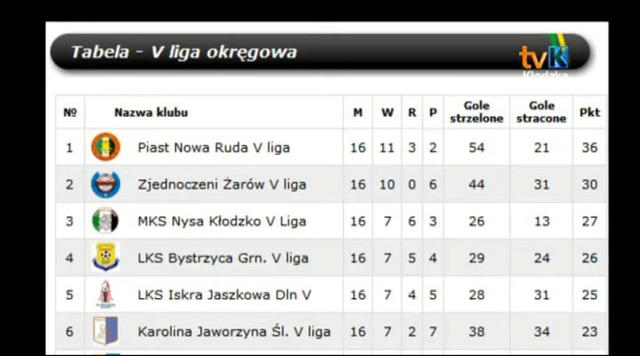 Tabela - V liga okręgowa
tvK
Kłodzka
Nº Nazwa klubu M W R P Gole strzelone Gole stracone Pkt
1 Piast Nowa Ruda V liga 16 11 3 2 54 21 36
2 Zjednoczeni Żarów V liga 16 10 0 6 44 31 30
3 MKS Nysa Kłodzko V Liga 16 7 6 3 26 13 27
4 LKS Bystrzyca Grn. V liga 16 7 5 4 29 24 26
5 LKS Iskra Jaszkowa Dln V 16 7 4 5 28 31 25
6 Karolina Jaworzyna Śl. V liga 16 7 2 7 38 34 23